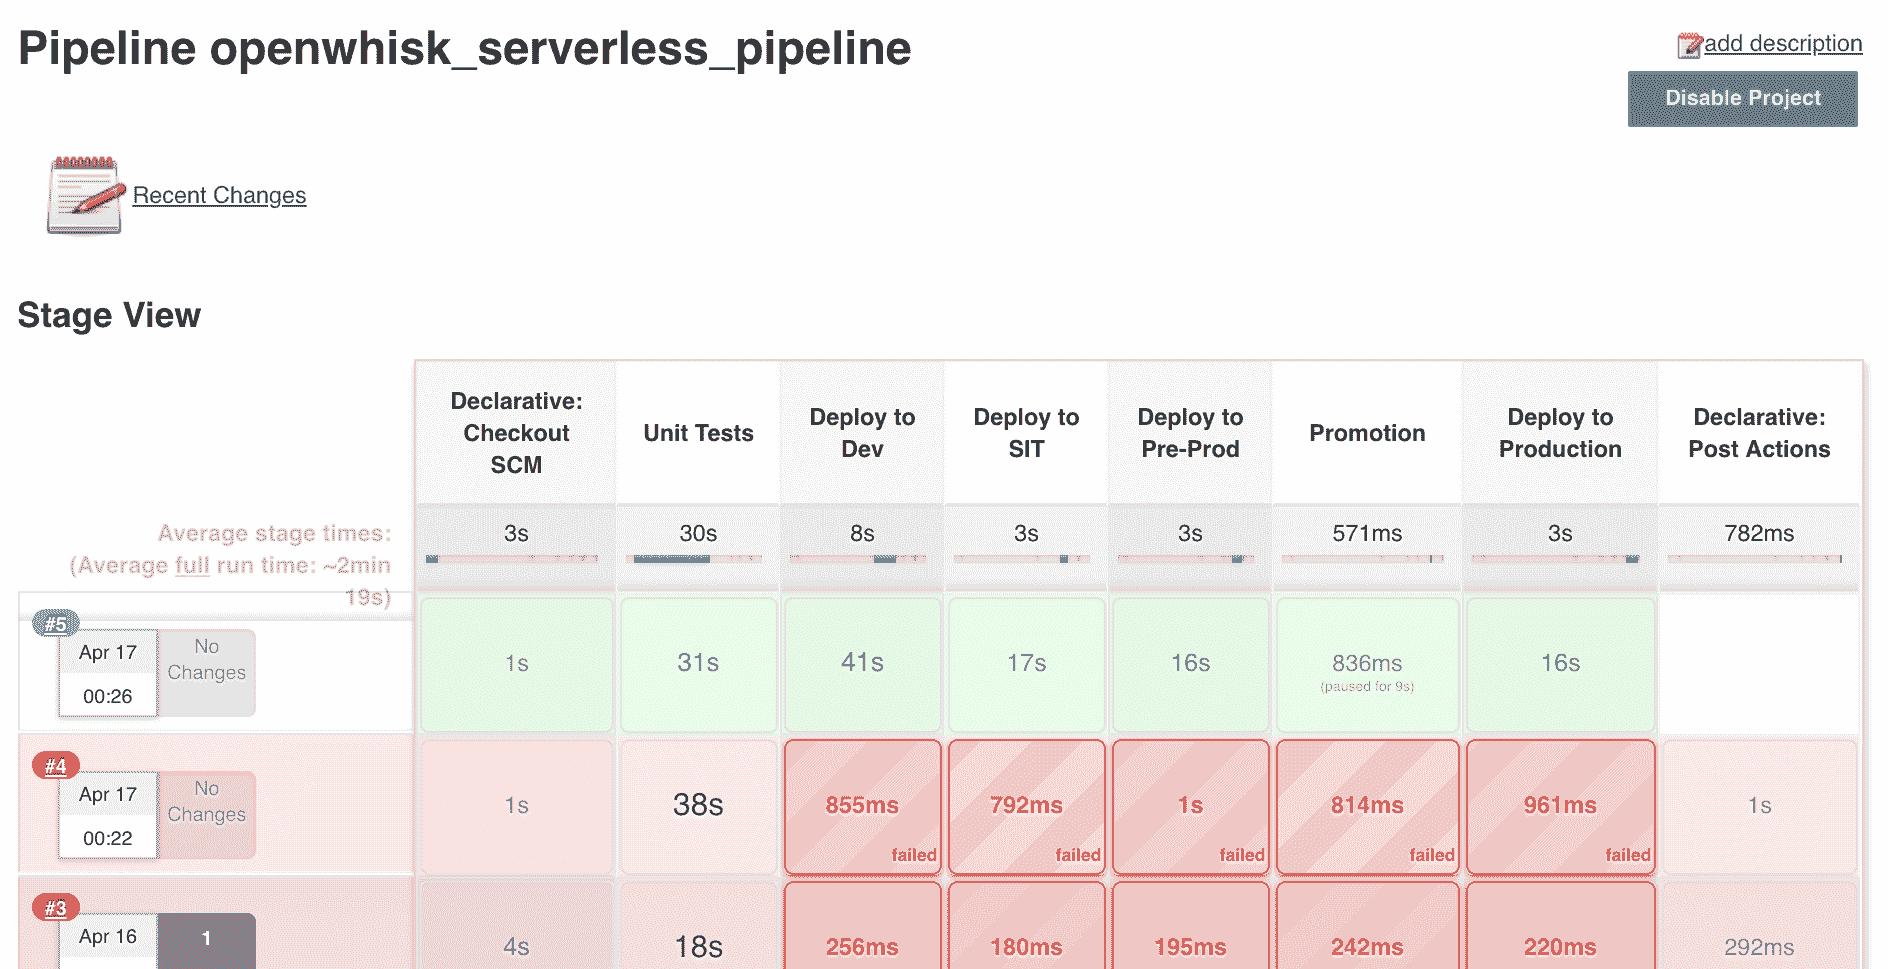 Pipeline openwhisk_serverless_pipeline
add description
Disable Project
Recent Changes
Stage View
Declarative: Checkout SCM
Unit Tests
Deploy to Dev
Deploy to SIT
Deploy to Pre-Prod
Promotion
Deploy to Production
Declarative: Post Actions
Average stage times:
(Average full run time: ~2min
19s)
3s 30s 8s 3s 3s 571ms 3s 782ms
#5
Apr 17
00:26
No
Changes
1s 31s 41s 17s 16s 836ms 16s
(paused for 9s)
#4
Apr 17
00:22
No
Changes
1s 38s 855ms 792ms 1s 814ms 961ms 1s
failed failed failed failed failed
#3
Apr 16
1
4s 18s 256ms 180ms 195ms 242ms 220ms 292ms